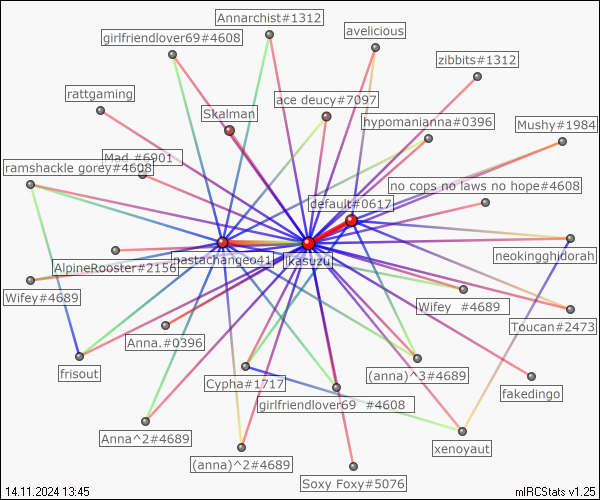 Annarchist#1312
girlfriendlover69#4608
avelicious
zibbits#1312
rattgaming
ace deucy#7097
Skalman
hypomanianna#0396
Mushy#1984
Mad_#6901
ramshackle gorey#4608
no cops no laws no hope#4608
default#0617
nastachangeo41
ikasuzu
neokingghidorah
AlpineRooster#2156
Wifey#4689
Wifey_#4689
Toucan#2473
Anna.#0396
frisout
(anna)^3#4689
Cypha#1717
fakedingo
girlfriendlover69_#4608
Anna^2#4689
xenoyaut
(anna)^2#4689
Soxy Foxy#5076
14.11.2024 13:45
mIRCStats v1.25